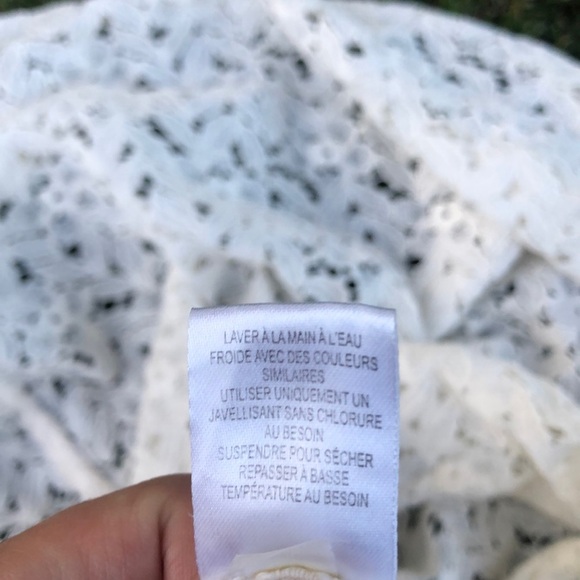 LAVER À LA MAIN À L'EAU
FROIDE AVEC DES COULEURS
SIMILAIRES
UTILISER UNIQUEMENT UN
JAVELLISANT SANS CHLORURE
AU BESOIN
SUSPENDRE POUR SÉCHER
REPASSER À BASSE
TEMPÉRATURE AU BESOIN